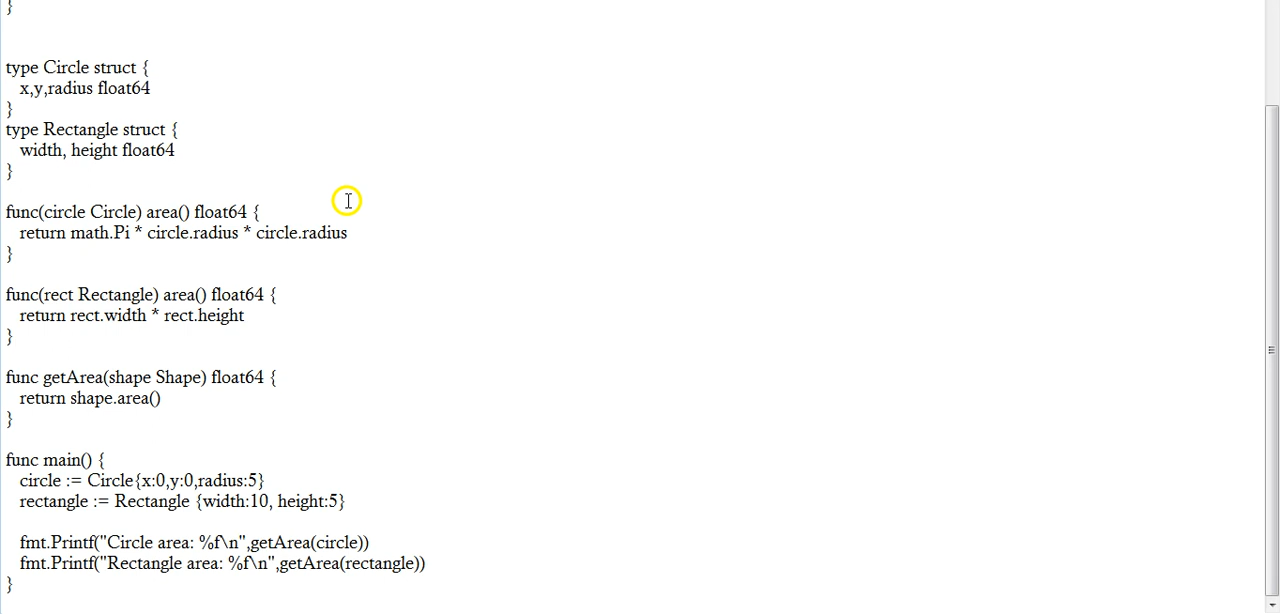 }
type Circle struct {
x,y,radius float64
}
type Rectangle struct {
width, height float64
}
func(circle Circle) area() float64 {
return math.Pi * circle.radius * circle.radius
}
func(rect Rectangle) area() float64 {
return rect.width * rect.height
}
func getArea(shape Shape) float64 {
return shape.area()
}
func main() {
circle := Circle{x:0,y:0,radius:5}
rectangle := Rectangle {width:10, height:5}
fmt.Printf("Circle area: %f\n",getArea(circle))
fmt.Printf("Rectangle area: %f\n",getArea(rectangle))
}